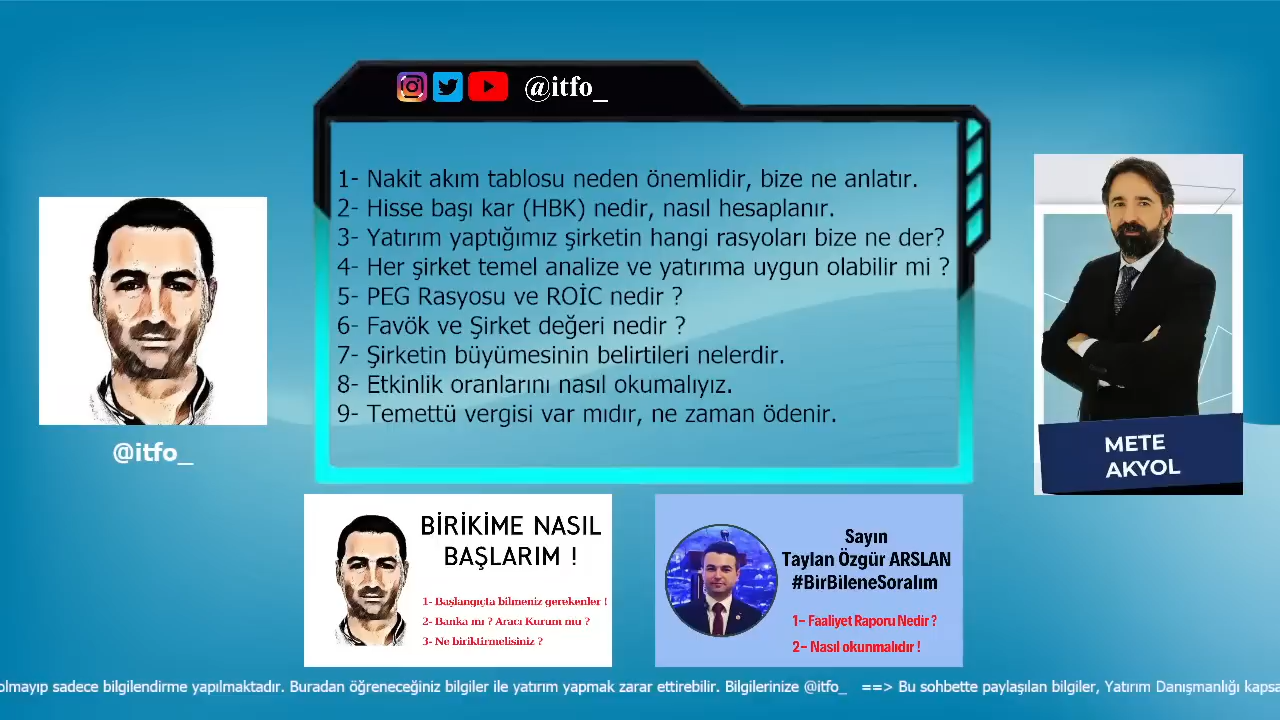 @itfo_
1- Nakit akım tablosu neden önemlidir, bize ne anlatır.
2- Hisse başı kar (HBK) nedir, nasıl hesaplanır.
3- Yatırım yaptığımız şirketin hangi rasyoları bize ne der?
4- Her şirket temel analize ve yatırıma uygun olabilir mi ?
5- PEG Rasyosu ve ROİC nedir ?
6- Favök ve Şirket değeri nedir ?
7- Şirketin büyümesinin belirtileri nelerdir.
8- Etkinlik oranlarını nasıl okumalıyız.
9- Temettü vergisi var mıdır, ne zaman ödenir.
@itfo_
METE
AKYOL
BİRİKİME NASIL
BAŞLARIM !
1- Başlangıçta bilmeniz gerekenler !
2- Banka mı ? Aracı Kurum mu ?
3- Ne biriktirmelisiniz ?
Sayın
Taylan Özgür ARSLAN
#BirBileneSoralım
1- Faaliyet Raporu Nedir ?
2- Nasıl okunmalıdır !
olmayıp sadece bilgilendirme yapılmaktadır. Buradan öğreneceğiniz bilgiler ile yatırım yapmak zarar ettirebilir. Bilgilerinize @itfo_ ==> Bu sohbette paylaşılan bilgiler, Yatırım Danışmanlığı kapsa